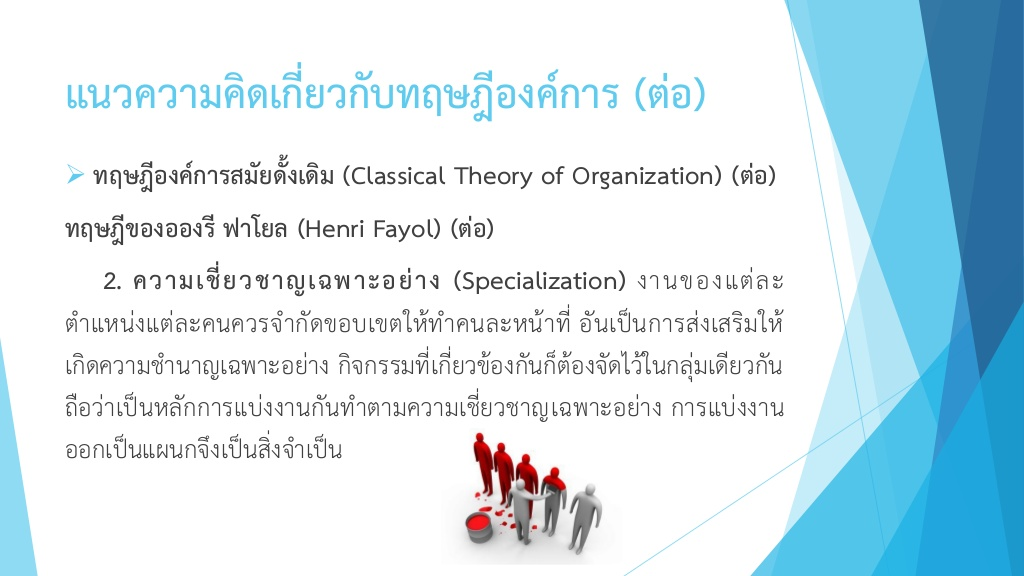 แนวความคิดเกี่ยวกับทฤษฎีองค์การ (ต่อ)
ทฤษฎีองค์การสมัยดั้งเดิม (Classical Theory of Organization) (ต่อ)
ทฤษฎีของอองรี ฟาโยล (Henri Fayol) (ต่อ)
2. ความเชี่ยวชาญเฉพาะอย่าง (Specialization) งานของแต่ละ
ตำแหน่งแต่ละคนควรจำกัดขอบเขตให้ทำคนละหน้าที่ อันเป็นการส่งเสริมให้
เกิดความชำนาญเฉพาะอย่าง กิจกรรมที่เกี่ยวข้องกันก็ต้องจัดไว้ในกลุ่มเดียวกัน
ถือว่าเป็นหลักการแบ่งงานกันทำตามความเชี่ยวชาญเฉพาะอย่าง การแบ่งงาน
ออกเป็นแผนกจึงเป็นสิ่งจำเป็น